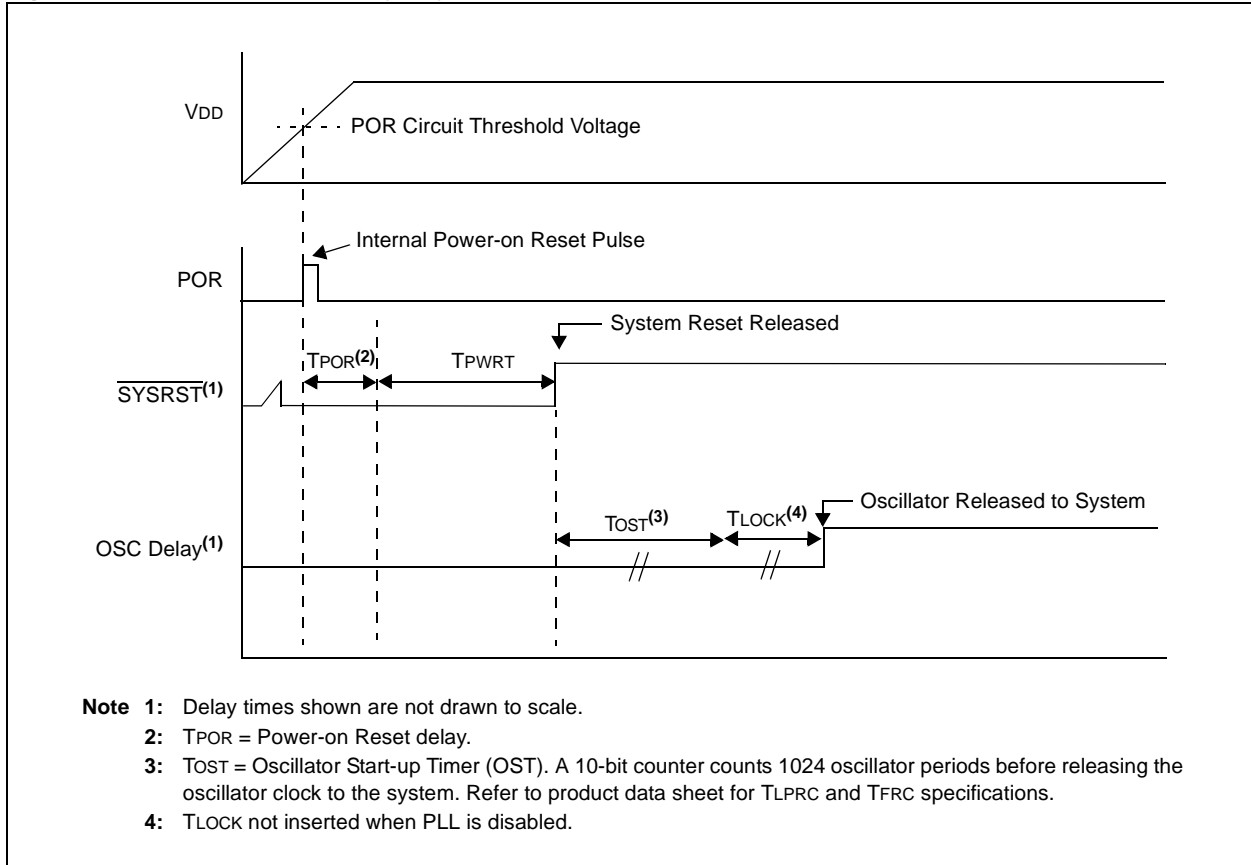 VDD
POR Circuit Threshold Voltage
Internal Power-on Reset Pulse
POR
System Reset Released
TPOR(2)
TPWRT
SYSRST(1)
Oscillator Released to System
TOST(3)
TLOCK(4)
OSC Delay(1)
Note 1: Delay times shown are not drawn to scale.
2: TPOR = Power-on Reset delay.
3: TOST = Oscillator Start-up Timer (OST). A 10-bit counter counts 1024 oscillator periods before releasing the
oscillator clock to the system. Refer to product data sheet for TLPRC and TFRC specifications.
4: TLOCK not inserted when PLL is disabled.